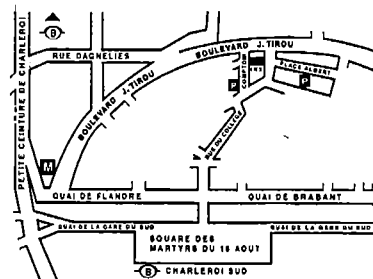 B
RUE DAGNELIES
BOULEVARD J. TIROU
PLACE ALBERT
P
P
BOULEVARD J. TIROU
PETITE CEINTURE DE CHARLEROI
RUE DU COLLEGE
M
QUAI DE FLANDRE
QUAI DE BRABANT
QUAI DE LA GARE DU SUD
QUAI DE LA GARE DU SUD
SQUARE DES
MARTYRS DU 18 AOUT
B CHARLEROI SUD